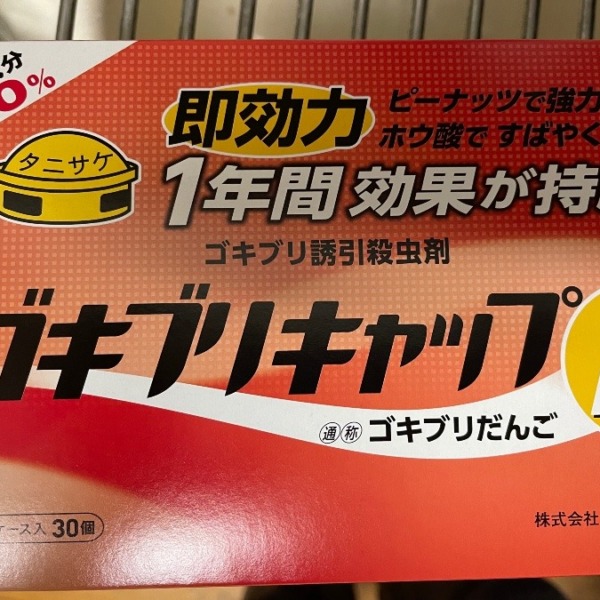 分
0%
タニサケ
即効力
ピーナッツで強力
ホウ酸で すばやく
1年間 効果が持
ゴキブリ誘引殺虫剤
ゴキブリキャップ
通称 ゴキブリだんご
ケース入 30個
株式会社